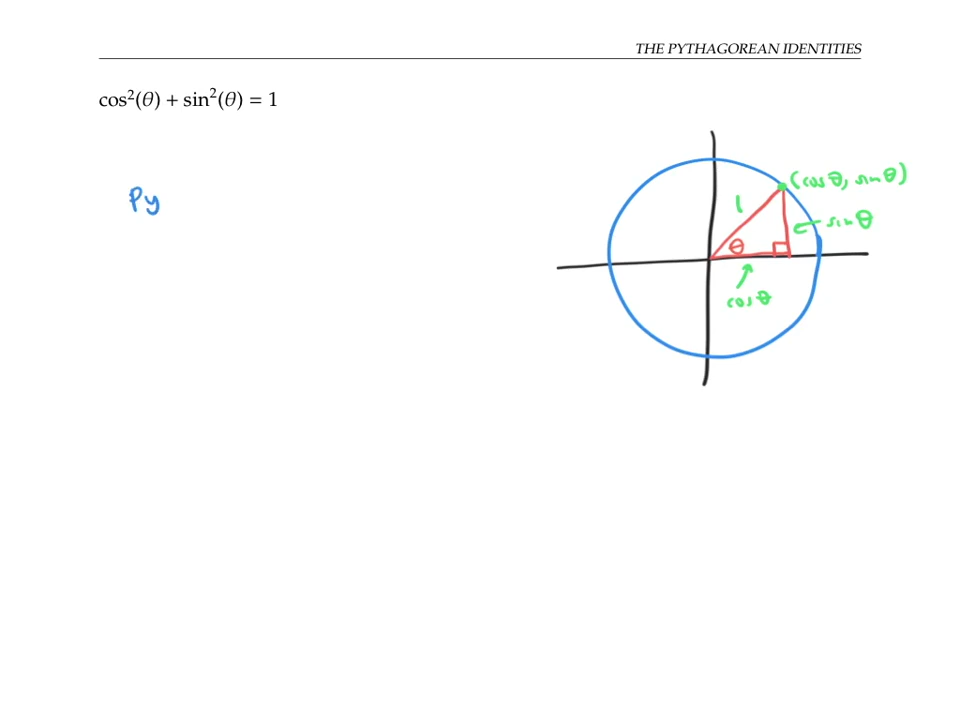 THE PYTHAGOREAN IDENTITIES
cos²(θ) + sin²(θ) = 1
(cos θ, sin θ)
Py
1
sin θ
θ
cos θ